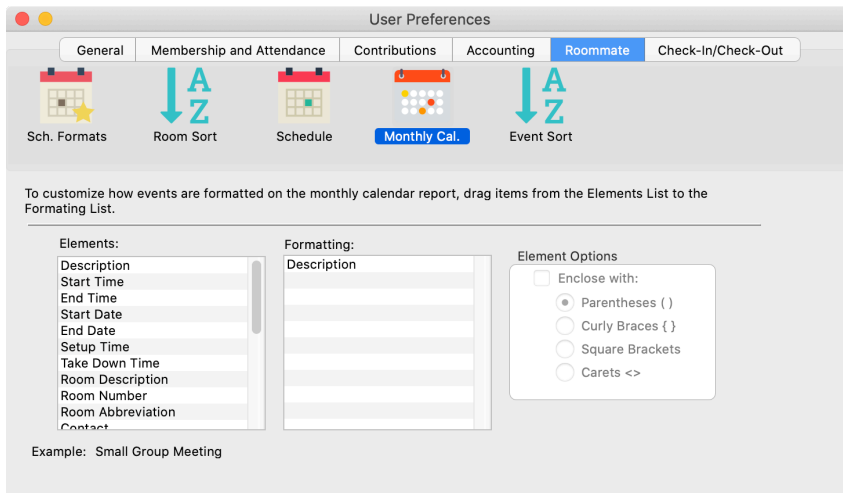 User Preferences
General Membership and Attendance Contributions Accounting Roommate Check-In/Check-Out
A
Z
A
Z
Sch. Formats Room Sort Schedule Monthly Cal. Event Sort
To customize how events are formatted on the monthly calendar report, drag items from the Elements List to the
Formating List.
Elements:
Description
Start Time
End Time
Start Date
End Date
Setup Time
Take Down Time
Room Description
Room Number
Room Abbreviation
Contact
Formatting:
Description
Element Options
Enclose with:
Parentheses ( )
Curly Braces { }
Square Brackets
Carets <>
Example: Small Group Meeting